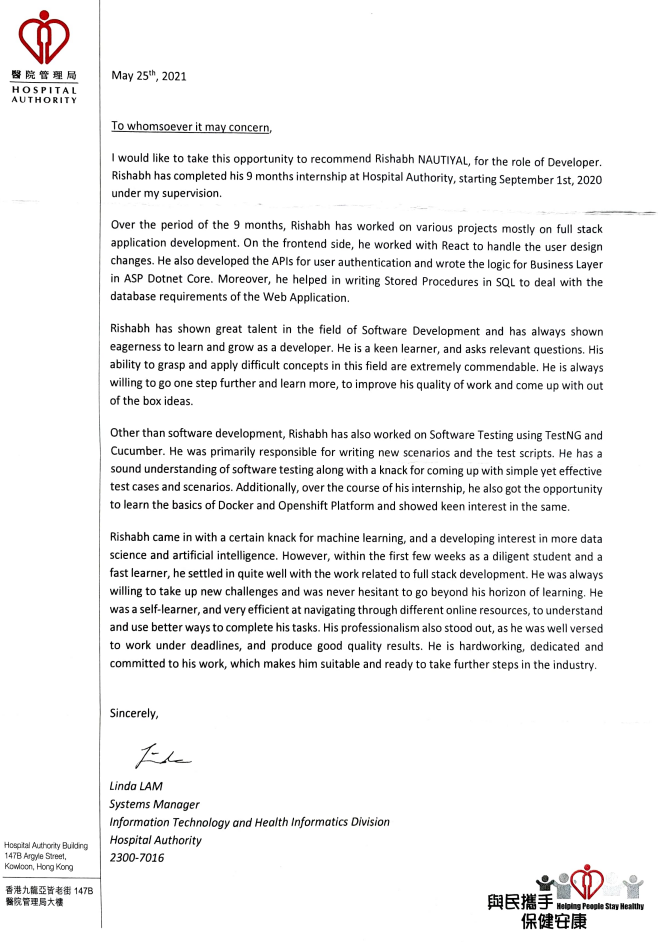 醫院管理局
HOSPITAL
AUTHORITY
May 25th, 2021
To whomsoever it may concern,
I would like to take this opportunity to recommend Rishabh NAUTIYAL, for the role of Developer.
Rishabh has completed his 9 months internship at Hospital Authority, starting September 1st, 2020
under my supervision.
Over the period of the 9 months, Rishabh has worked on various projects mostly on full stack
application development. On the frontend side, he worked with React to handle the user design
changes. He also developed the APIs for user authentication and wrote the logic for Business Layer
in ASP Dotnet Core. Moreover, he helped in writing Stored Procedures in SQL to deal with the
database requirements of the Web Application.
Rishabh has shown great talent in the field of Software Development and has always shown
eagerness to learn and grow as a developer. He is a keen learner, and asks relevant questions. His
ability to grasp and apply difficult concepts in this field are extremely commendable. He is always
willing to go one step further and learn more, to improve his quality of work and come up with out
of the box ideas.
Other than software development, Rishabh has also worked on Software Testing using TestNG and
Cucumber. He was primarily responsible for writing new scenarios and the test scripts. He has a
sound understanding of software testing along with a knack for coming up with simple yet effective
test cases and scenarios. Additionally, over the course of his internship, he also got the opportunity
to learn the basics of Docker and Openshift Platform and showed keen interest in the same.
Rishabh came in with a certain knack for machine learning, and a developing interest in more data
science and artificial intelligence. However, within the first few weeks as a diligent student and a
fast learner, he settled in quite well with the work related to full stack development. He was always
willing to take up new challenges and was never hesitant to go beyond his horizon of learning. He
was a self-learner, and very efficient at navigating through different online resources, to understand
and use better ways to complete his tasks. His professionalism also stood out, as he was well versed
to work under deadlines, and produce good quality results. He is hardworking, dedicated and
committed to his work, which makes him suitable and ready to take further steps in the industry.
Sincerely,
Linda LAM
Systems Manager
Information Technology and Health Informatics Division
Hospital Authority
2300-7016
Hospital Authority Building
147B Argyle Street,
Kowloon, Hong Kong
香港九龍亞皆老街 147B
醫院管理局大樓
與民攜手
Helping People Stay Healthy
保健安康